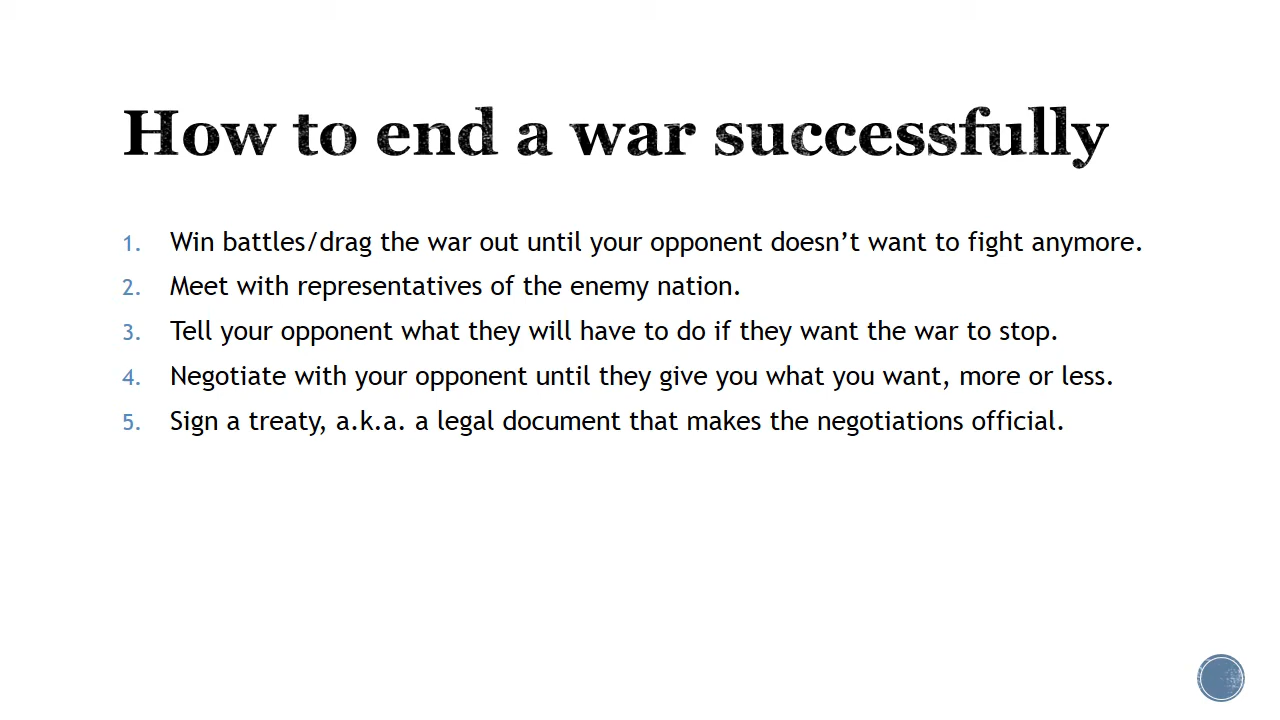 How to end a war successfully
1. Win battles/drag the war out until your opponent doesn’t want to fight anymore.
2. Meet with representatives of the enemy nation.
3. Tell your opponent what they will have to do if they want the war to stop.
4. Negotiate with your opponent until they give you what you want, more or less.
5. Sign a treaty, a.k.a. a legal document that makes the negotiations official.